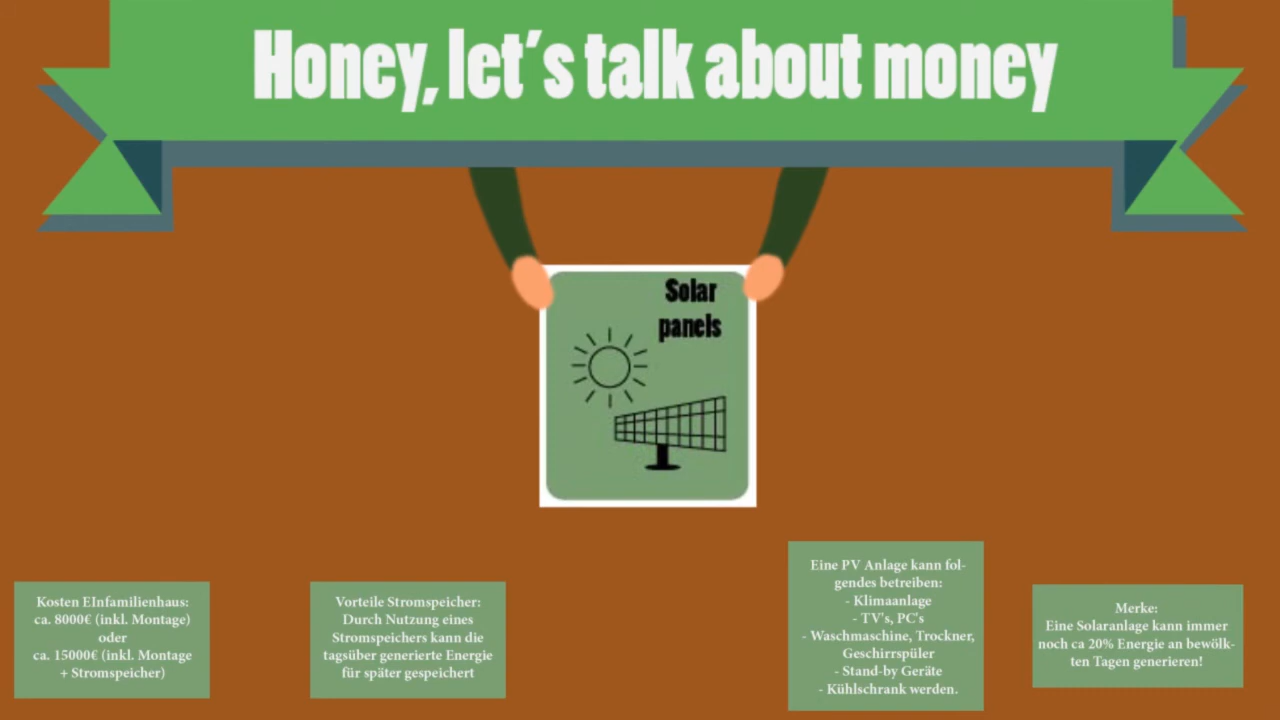 Honey, let's talk about money
Solar
panels
Kosten EInfamilienhaus:
ca. 8000€ (inkl. Montage)
oder
ca. 15000€ (inkl. Montage
+ Stromspeicher)
Vorteile Stromspeicher:
Durch Nutzung eines
Stromspeichers kann die
tagsüber generierte Energie
für später gespeichert
Eine PV Anlage kann fol-
gendes betreiben:
- Klimaanlage
- TV's, PC's
- Waschmaschine, Trockner,
Geschirrspüler
- Stand-by Geräte
- Kühlschrank werden.
Merke:
Eine Solaranlage kann immer
noch ca 20% Energie an bewölk-
ten Tagen generieren!